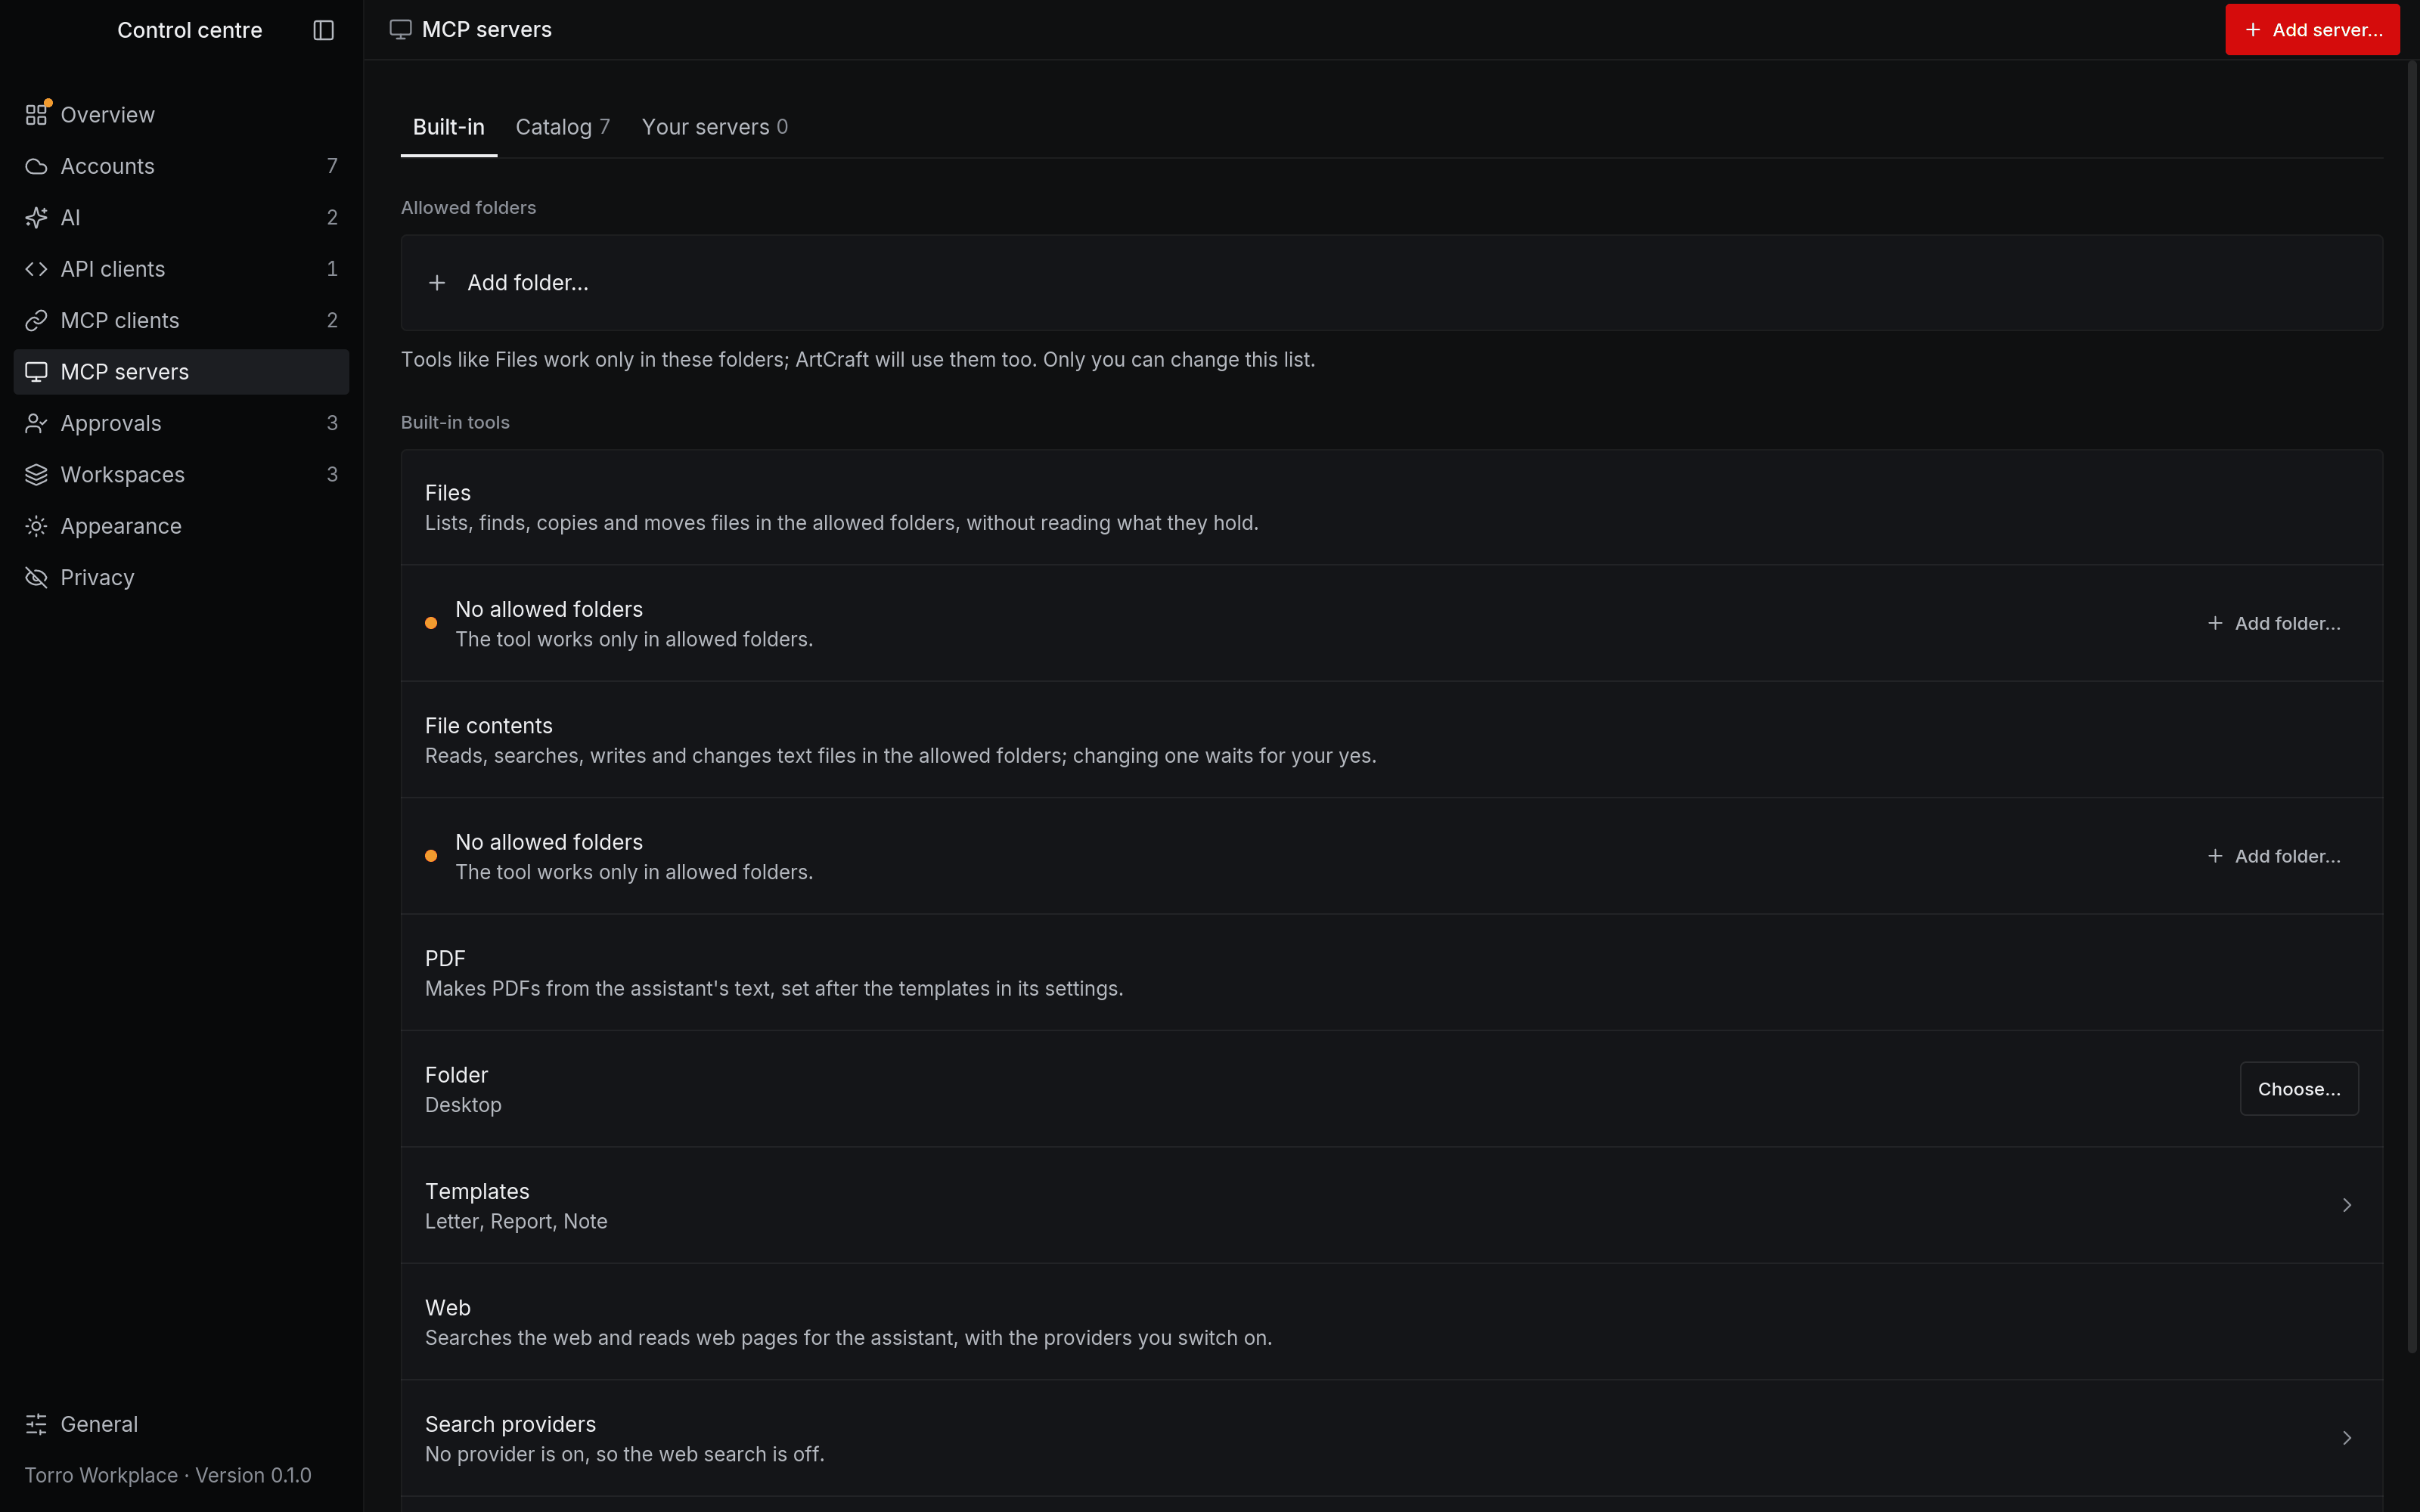 Control centre
Overview
Accounts 7
AI 2
API clients 1
MCP clients 2
MCP servers
Approvals 3
Workspaces 3
Appearance
Privacy
General
Torro Workplace · Version 0.1.0
MCP servers
Add server...
Built-in Catalog 7 Your servers 0
Allowed folders
Add folder...
Tools like Files work only in these folders; ArtCraft will use them too. Only you can change this list.
Built-in tools
Files
Lists, finds, copies and moves files in the allowed folders, without reading what they hold.
No allowed folders
The tool works only in allowed folders.
Add folder...
File contents
Reads, searches, writes and changes text files in the allowed folders; changing one waits for your yes.
No allowed folders
The tool works only in allowed folders.
Add folder...
PDF
Makes PDFs from the assistant's text, set after the templates in its settings.
Folder
Desktop
Choose...
Templates
Letter, Report, Note
Web
Searches the web and reads web pages for the assistant, with the providers you switch on.
Search providers
No provider is on, so the web search is off.